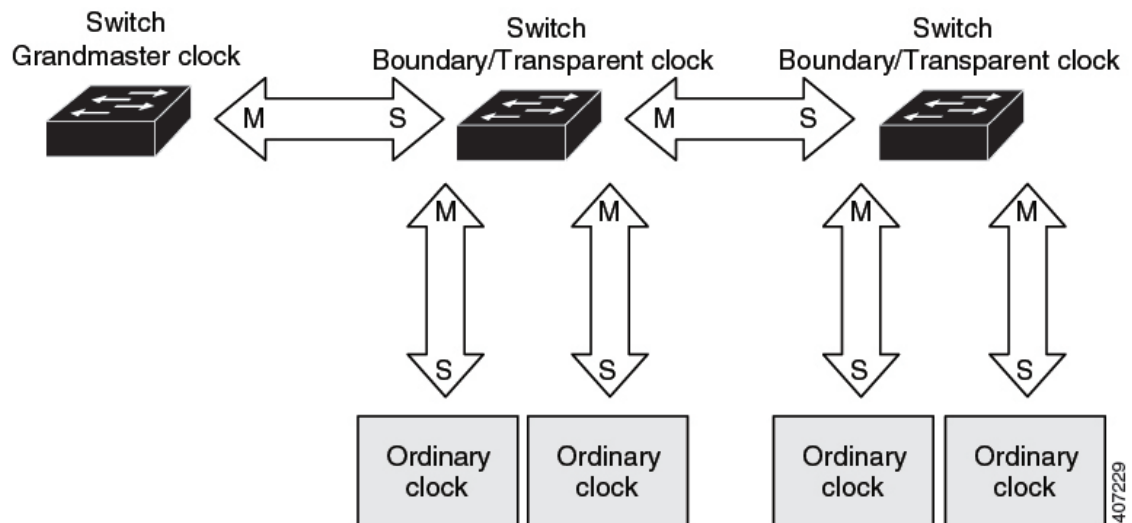 Switch
Grandmaster clock
Switch
Boundary/Transparent clock
Switch
Boundary/Transparent clock
M
S
M
S
M
M
M
M
S
S
S
S
Ordinary
clock
Ordinary
clock
Ordinary
clock
Ordinary
clock
407229